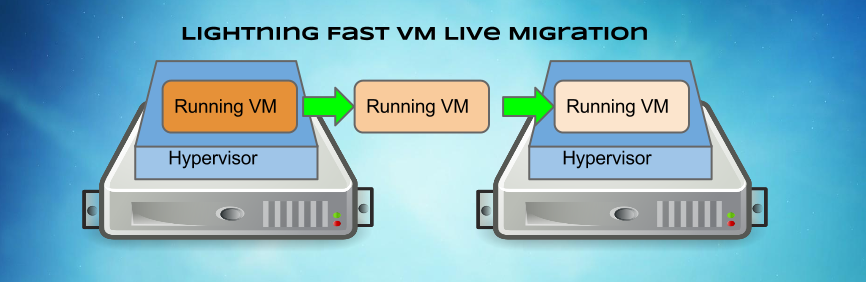 Lightning Fast VM Live Migration
Running VM
Running VM
Running VM
Hypervisor
Hypervisor